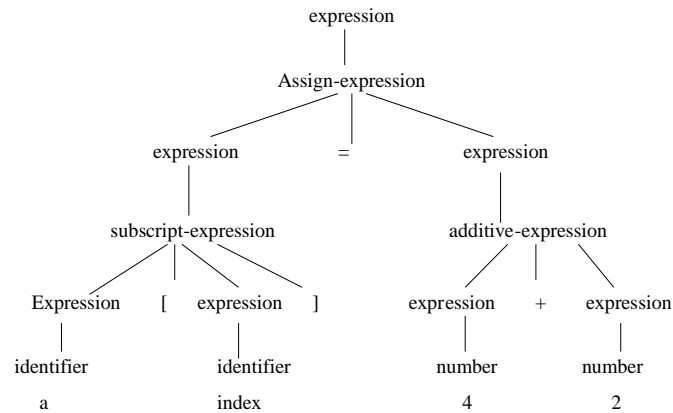 expression
Assign-expression
expression = expression
subscript-expression additive-expression
Expression [ expression ] expression + expression
identifier identifier number number
a index 4 2